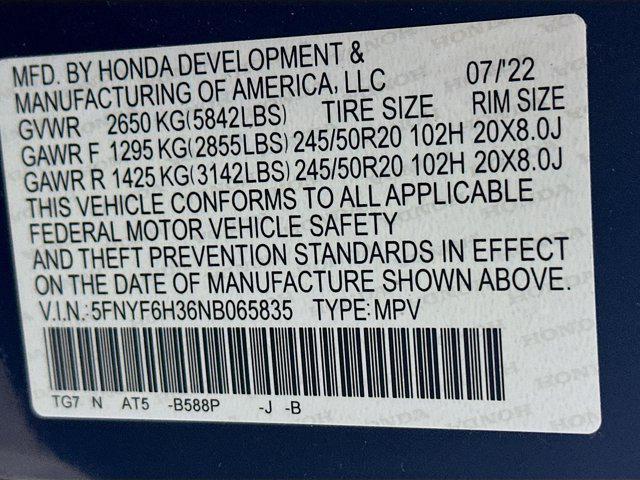 MFD. BY HONDA DEVELOPMENT &
MANUFACTURING OF AMERICA, LLC 07/'22
GVWR 2650 KG(5842LBS) TIRE SIZE RIM SIZE
GAWR F 1295 KG(2855LBS) 245/50R20 102H 20X8.0J
GAWR R 1425 KG(3142LBS) 245/50R20 102H 20X8.0J
THIS VEHICLE CONFORMS TO ALL APPLICABLE
FEDERAL MOTOR VEHICLE SAFETY
AND THEFT PREVENTION STANDARDS IN EFFECT
ON THE DATE OF MANUFACTURE SHOWN ABOVE.
V.I.N.:5FNYF6H36NB065835 TYPE: MPV
TG7 N AT5 -B588P -J -B